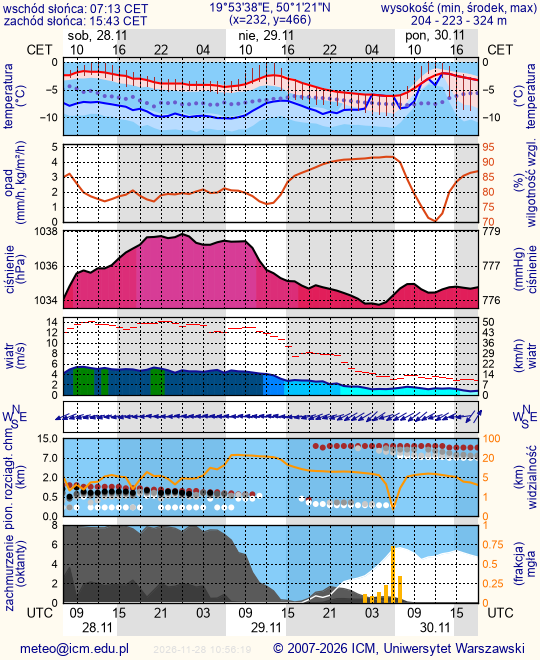 wschód słońca: 07:13 CET 19°53'38"E, 50°1'21"N wysokość (min, środek, max)
zachód słońca: 15:43 CET (x=232, y=466) 204 - 223 - 324 m
sob, 28.11 nie, 29.11 pon, 30.11
CET 10 16 22 04 10 16 22 04 10 16 CET
temperatura (°C) 0 -5 -10 0 -5 -10 (°C) temperatura
opad (mm/h, kg/m²/h) 5 4 3 2 1 0 95 90 85 80 75 70 (%) wilgotność wzgl.
ciśnienie (hPa) 1038 1036 1034 779 777 776 (mmHg) ciśnienie
wiatr (m/s) 14 12 10 8 6 4 2 0 50 43 36 29 22 14 7 0 (km/h) wiatr
N W E S N W E S
pion. rozciągł. chm. (km) 15.0 7.0 2.0 0.5 0.0 100 20 5 1 0 (km) widzialność
zachmurzenie (oktanty) 8 6 4 2 0 1 0.75 0.5 0.25 0 (frakcja) mgła
UTC 09 15 21 03 09 15 21 03 09 15 UTC
28.11 29.11 30.11
meteo@icm.edu.pl 2026-11-28 10:56:19 © 2007-2026 ICM, Uniwersytet Warszawski